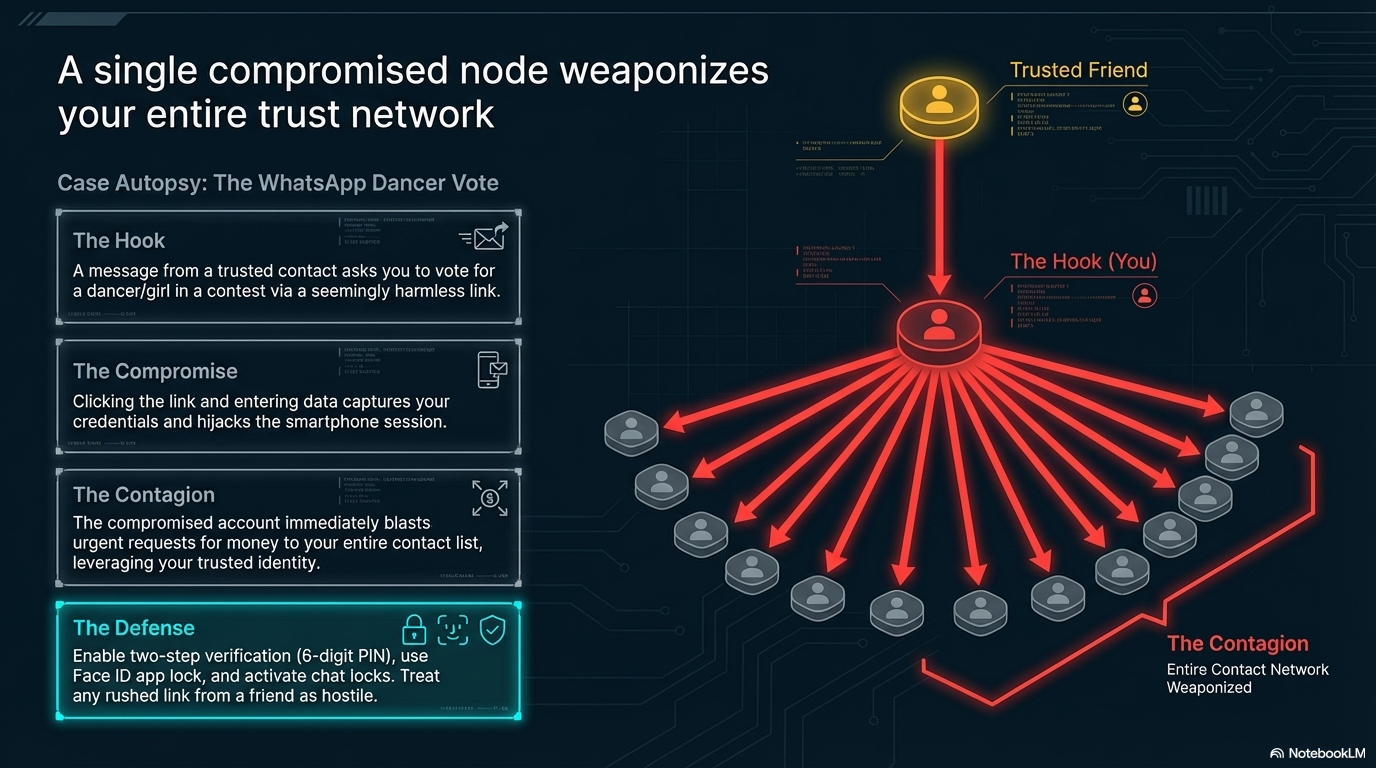 A single compromised node weaponizes
your entire trust network
Case Autopsy: The WhatsApp Dancer Vote
The Hook
A message from a trusted contact asks you to vote for
a dancer/girl in a contest via a seemingly harmless link.
The Compromise
Clicking the link and entering data captures your
credentials and hijacks the smartphone session.
The Contagion
The compromised account immediately blasts
urgent requests for money to your entire contact list,
leveraging your trusted identity.
The Defense
Enable two-step verification (6-digit PIN), use
Face ID app lock, and activate chat locks. Treat
any rushed link from a friend as hostile.
Trusted Friend
The Hook (You)
The Contagion
Entire Contact Network
Weaponized
NotebookLM